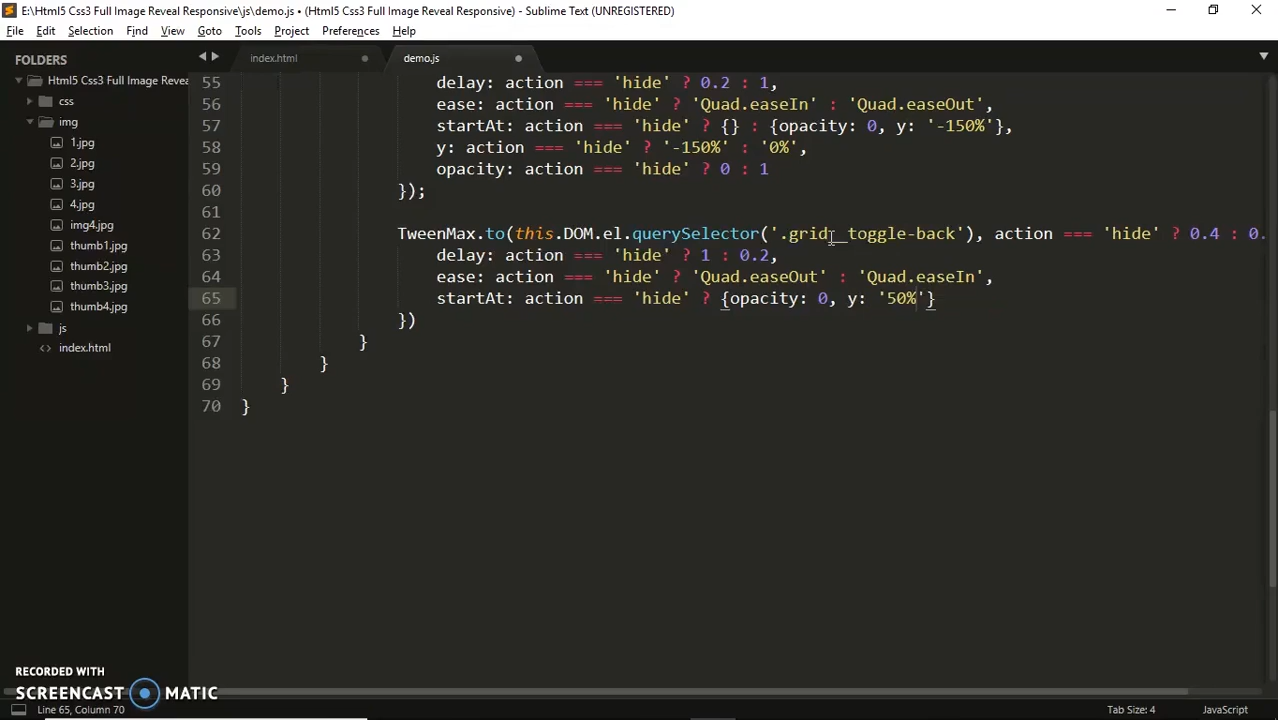 E:\Html5 Css3 Full Image Reveal Responsive\js\demo.js • (Html5 Css3 Full Image Reveal Responsive) - Sublime Text (UNREGISTERED)
File Edit Selection Find View Goto Tools Project Preferences Help
FOLDERS
Html5 Css3 Full Image Revea
css
img
1.jpg
2.jpg
3.jpg
4.jpg
img4.jpg
thumb1.jpg
thumb2.jpg
thumb3.jpg
thumb4.jpg
js
index.html
index.html demo.js
55 delay: action === 'hide' ? 0.2 : 1,
56 ease: action === 'hide' ? 'Quad.easeIn' : 'Quad.easeOut',
57 startAt: action === 'hide' ? {} : {opacity: 0, y: '-150%'},
58 y: action === 'hide' ? '-150%' : '0%',
59 opacity: action === 'hide' ? 0 : 1
60 });
61
62 TweenMax.to(this.DOM.el.querySelector('.grid__toggle-back'), action === 'hide' ? 0.4 : 0.
63 delay: action === 'hide' ? 1 : 0.2,
64 ease: action === 'hide' ? 'Quad.easeOut' : 'Quad.easeIn',
65 startAt: action === 'hide' ? {opacity: 0, y: '50%'}
66 })
67 }
68 }
69 }
70 }
RECORDED WITH
SCREENCAST MATIC
Line 65, Column 70 Tab Size: 4 JavaScript